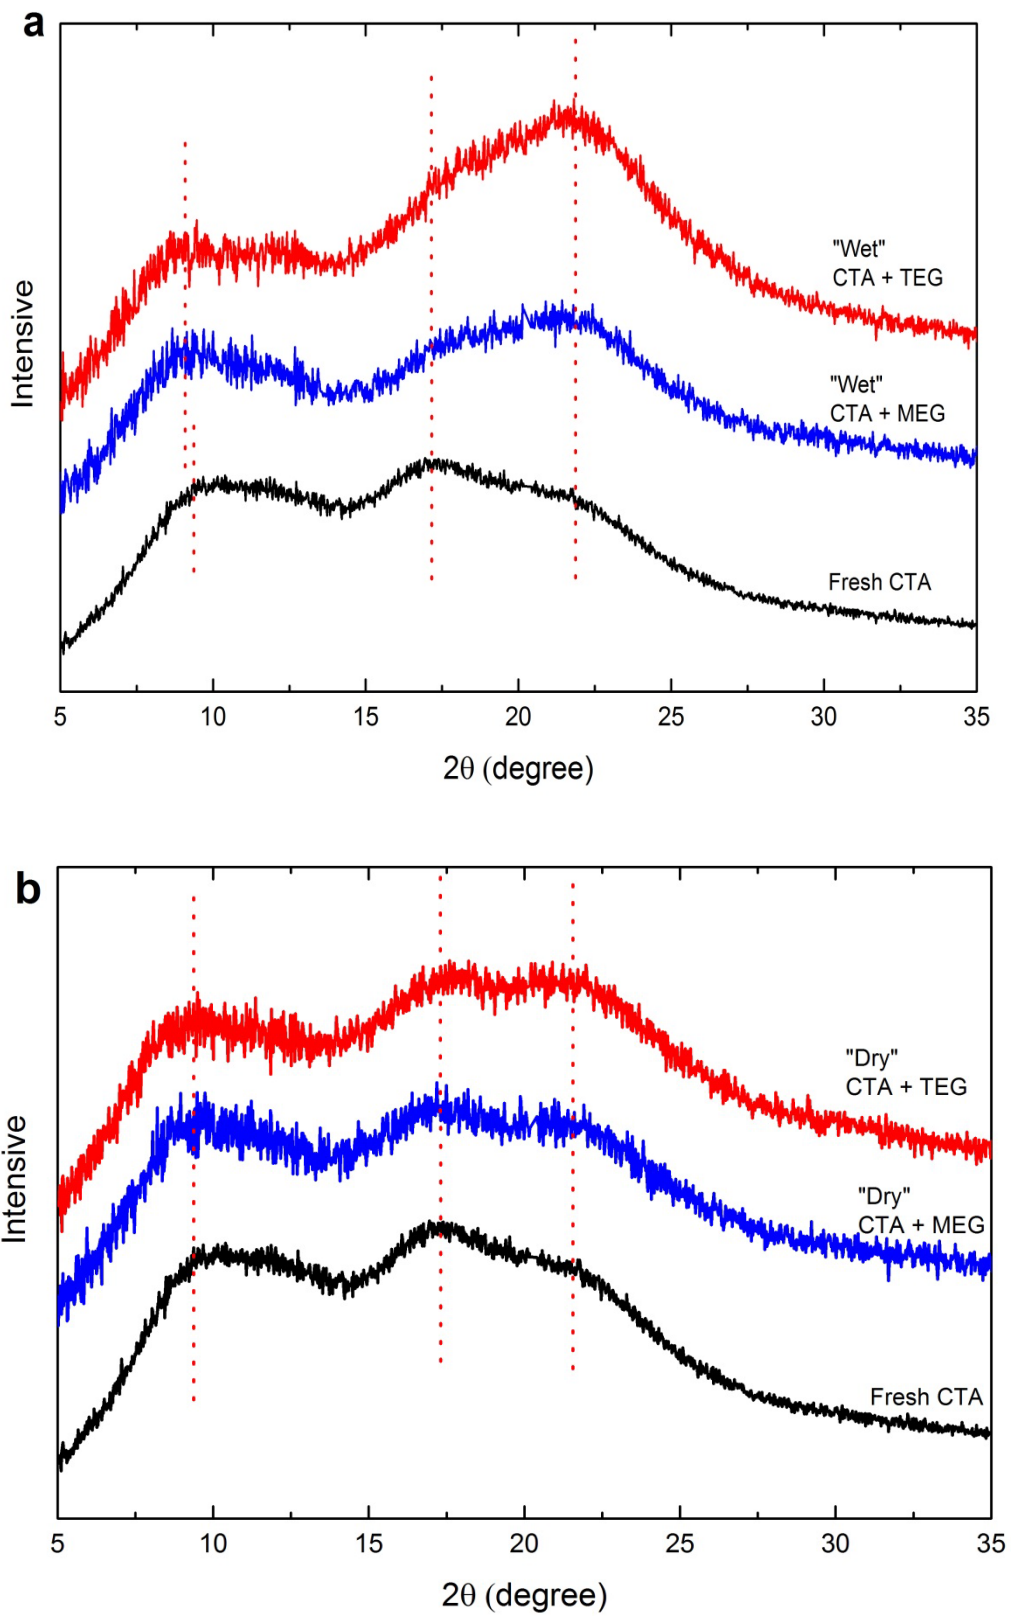 a
Intensive
"Wet"
CTA + TEG
"Wet"
CTA + MEG
Fresh CTA
5 10 15 20 25 30 35
2θ (degree)
b
Intensive
"Dry"
CTA + TEG
"Dry"
CTA + MEG
Fresh CTA
5 10 15 20 25 30 35
2θ (degree)